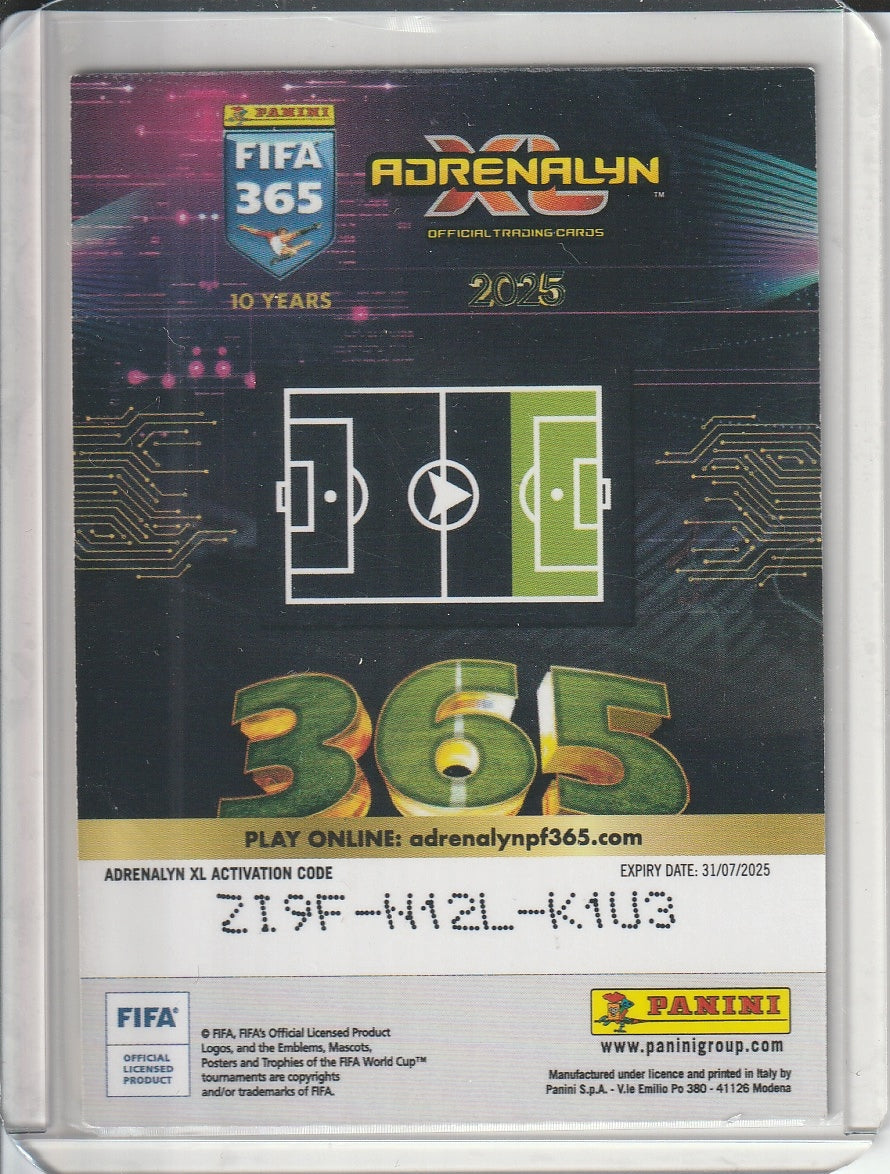 PANINI
FIFA
365
10 YEARS
ADRENALYN
XL
™
OFFICIAL TRADING CARDS
2025
365
PLAY ONLINE: adrenalynpf365.com
ADRENALYN XL ACTIVATION CODE
EXPIRY DATE: 31/07/2025
ZI9F-N12L-K1U3
FIFA®
OFFICIAL
LICENSED
PRODUCT
© FIFA, FIFA's Official Licensed Product
Logos, and the Emblems, Mascots,
Posters and Trophies of the FIFA World Cup™
tournaments are copyrights
and/or trademarks of FIFA.
PANINI
www.paninigroup.com
Manufactured under licence and printed in Italy by
Panini S.p.A. - V.le Emilio Po 380 - 41126 Modena